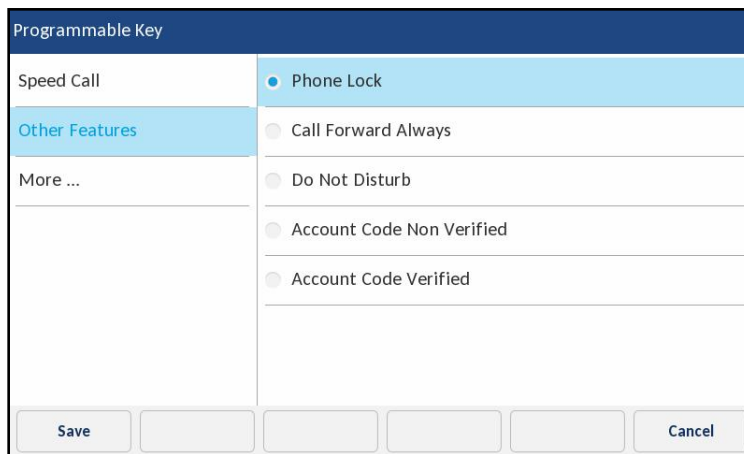 Programmable Key
Speed Call
Other Features
More ...
Phone Lock
Call Forward Always
Do Not Disturb
Account Code Non Verified
Account Code Verified
Save
Cancel